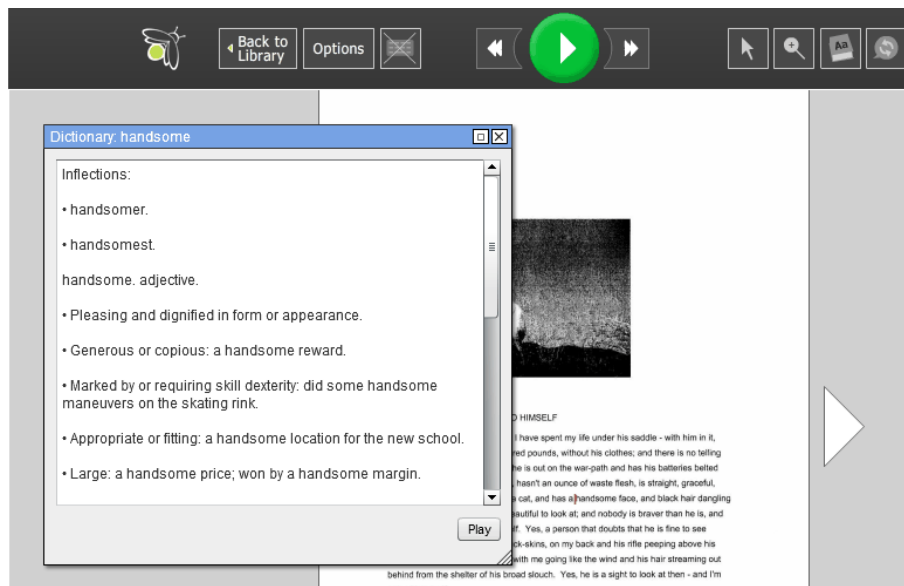 Back to
Library
Options
Aa
Dictionary: handsome
Inflections:
• handsomer.
• handsomest.
handsome. adjective.
• Pleasing and dignified in form or appearance.
• Generous or copious: a handsome reward.
• Marked by or requiring skill dexterity: did some handsome
maneuvers on the skating rink.
• Appropriate or fitting: a handsome location for the new school.
• Large: a handsome price; won by a handsome margin.
Play
HIMSELF
I have spent my life under his saddle - with him in it,
pounds, without his clothes; and there is no telling
he is out on the war-path and has his batteries belted
hasn't an ounce of waste flesh, is straight, graceful,
cat, and has a handsome face, and black hair dangling
to look at; and nobody is braver than he is, and
Yes, a person that doubts that he is fine to see
on my back and his rifle peeping above his
with me going like the wind and his hair streaming out
behind from the shelter of his broad slouch. Yes, he is a sight to look at then - and I'm